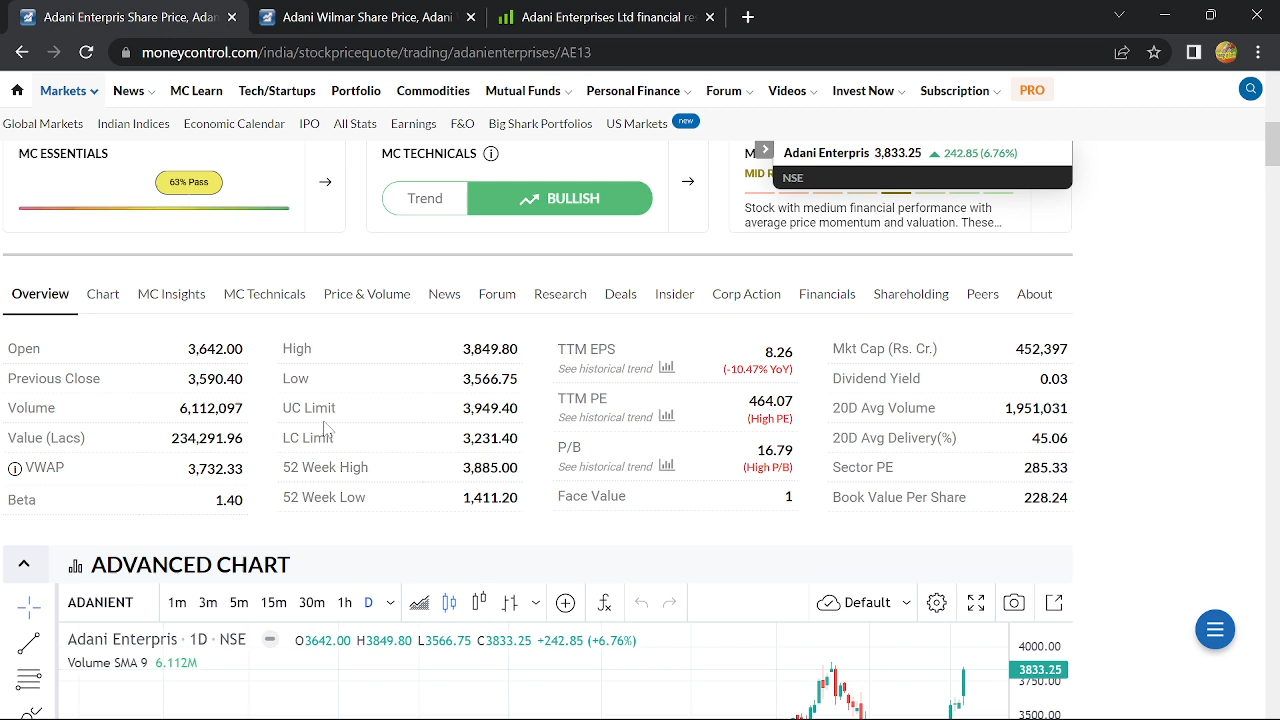 Adani Enterprises Share Price, Adan
Adani Wilmar Share Price, Adani
Adani Enterprises Ltd financial re
moneycontrol.com/india/stockpricequote/trading/adanienterprises/AE13
Markets News MC Learn Tech/Startups Portfolio Commodities Mutual Funds Personal Finance Forum Videos Invest Now Subscription PRO
Global Markets Indian Indices Economic Calendar IPO All Stats Earnings F&O Big Shark Portfolios US Markets new
MC ESSENTIALS
63% Pass
MC TECHNICALS
Trend BULLISH
Adani Enterpris 3,833.25 242.85 (6.76%)
NSE
Stock with medium financial performance with
average price momentum and valuation. These...
Overview Chart MC Insights MC Technicals Price & Volume News Forum Research Deals Insider Corp Action Financials Shareholding Peers About
Open 3,642.00
Previous Close 3,590.40
Volume 6,112,097
Value (Lacs) 234,291.96
VWAP 3,732.33
Beta 1.40
High 3,849.80
Low 3,566.75
UC Limit 3,949.40
LC Limit 3,231.40
52 Week High 3,885.00
52 Week Low 1,411.20
TTM EPS 8.26
See historical trend (-10.47% YoY)
TTM PE 464.07
See historical trend (High PE)
P/B 16.79
See historical trend (High P/B)
Face Value 1
Mkt Cap (Rs. Cr.) 452,397
Dividend Yield 0.03
20D Avg Volume 1,951,031
20D Avg Delivery(%) 45.06
Sector PE 285.33
Book Value Per Share 228.24
ADVANCED CHART
ADANIENT 1m 3m 5m 15m 30m 1h D Default
Adani Enterpris · 1D · NSE O3642.00 H3849.80 L3566.75 C3833.25 +242.85 (+6.76%)
Volume SMA 9 6.112M
4000.00
3833.25
3750.00
3500.00